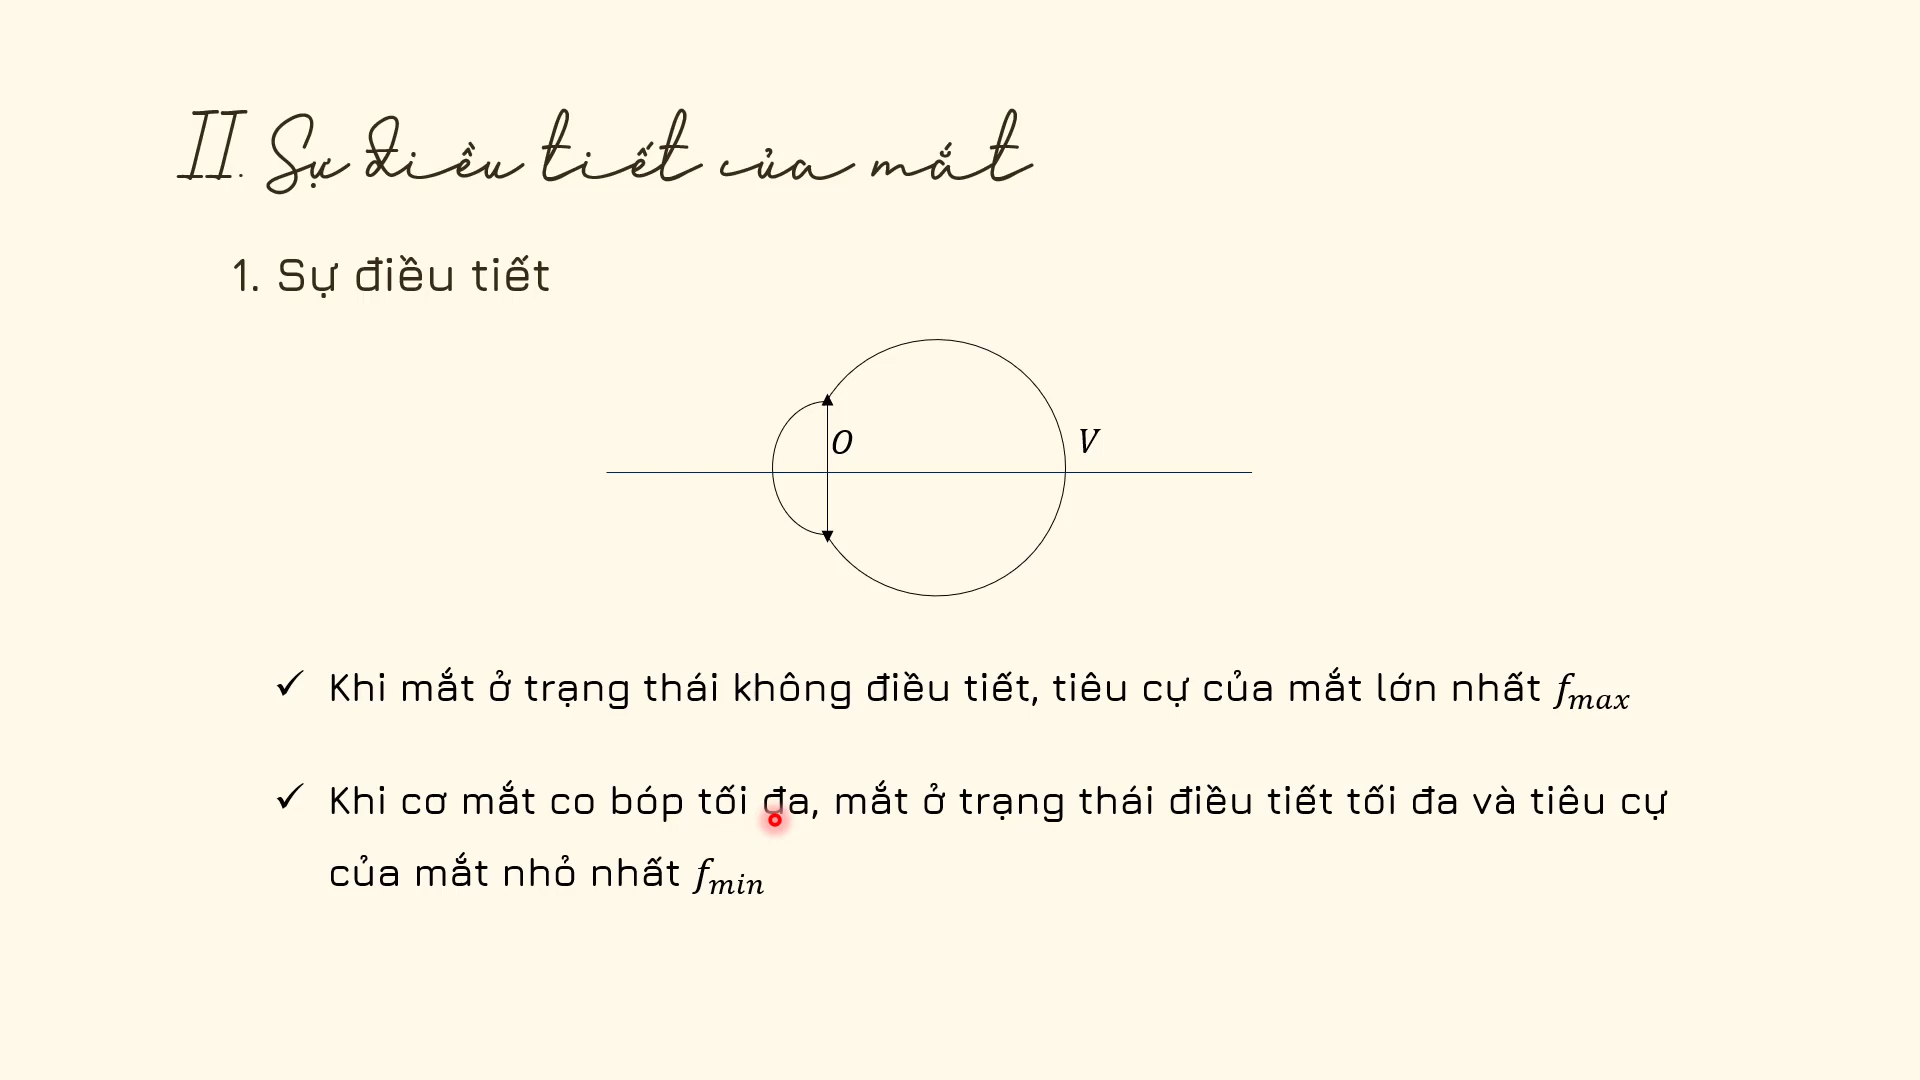 II. Sự điều tiết của mắt
1. Sự điều tiết
O
V
✓ Khi mắt ở trạng thái không điều tiết, tiêu cự của mắt lớn nhất fmax
✓ Khi cơ mắt co bóp tối đa, mắt ở trạng thái điều tiết tối đa và tiêu cự
của mắt nhỏ nhất fmin